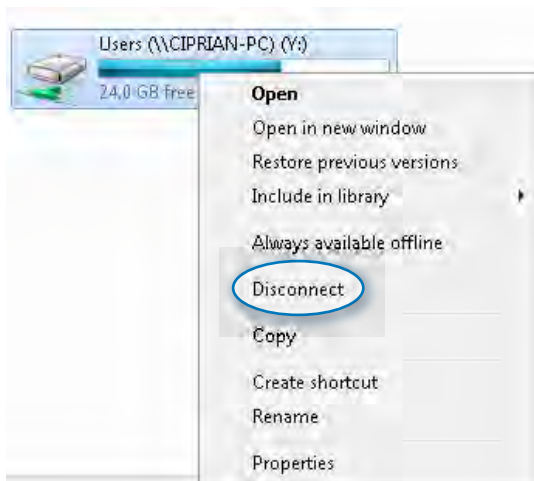 Users (\\CIPRIAN-PC) (Y:)
24.0 GB free
Open
Open in new window
Restore previous versions
Include in library
Always available offline
Disconnect
Copy
Create shortcut
Rename
Properties